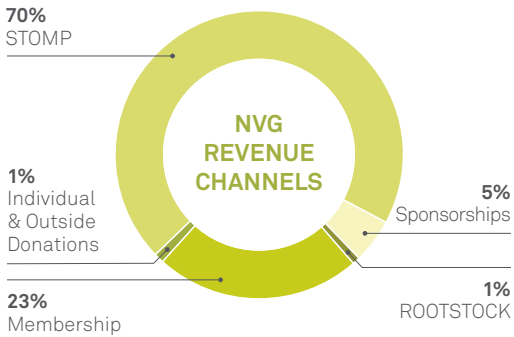 70%
STOMP
NVG
REVENUE
CHANNELS
1%
Individual
& Outside
Donations
5%
Sponsorships
1%
ROOTSTOCK
23%
Membership